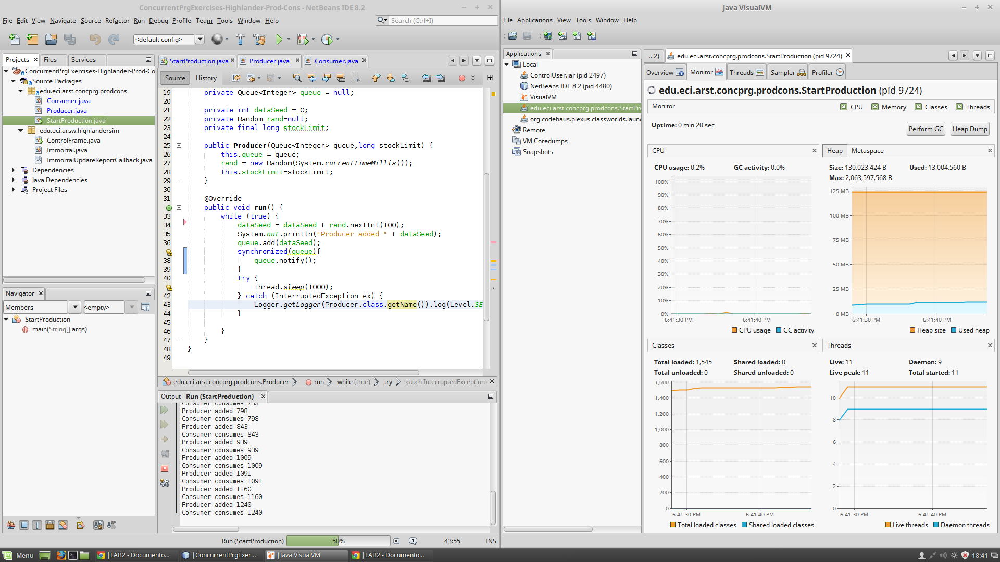 ConcurrentPrgExercises-Highlander-Prod-Cons - NetBeans IDE 8.2
File Edit View Navigate Source Refactor Run Debug Profile Team Tools Window Help
Search (Ctrl+I)
<default config>
Projects Files Services
ConcurrentPrgExercises-Highlander-Prod-Co
Source Packages
edu.eci.arst.concprg.prodcons
Consumer.java
Producer.java
StartProduction.java
edu.eci.arsw.highlandersim
ControlFrame.java
Immortal.java
ImmortalUpdateReportCallback.java
Dependencies
Java Dependencies
Project Files
Navigator
Members <empty>
StartProduction
main(String[] args)
StartProduction.java Producer.java Consumer.java
Source History
19 private Queue<Integer> queue = null;
20
21 private int dataSeed = 0;
22 private Random rand=null;
23 private final long stockLimit;
24
25 public Producer(Queue<Integer> queue,long stockLimit) {
26 this.queue = queue;
27 rand = new Random(System.currentTimeMillis());
28 this.stockLimit=stockLimit;
29 }
30
31 @Override
public void run() {
33 while (true) {
34 dataSeed = dataSeed + rand.nextInt(100);
35 System.out.println("Producer added " + dataSeed);
36 queue.add(dataSeed);
synchronized(queue){
38 queue.notify();
39 }
40 try {
Thread.sleep(1000);
42 } catch (InterruptedException ex) {
43 Logger.getLogger(Producer.class.getName()).log(Level.SE
44 }
45
46 }
47 }
48 }
49
edu.eci.arst.concprg.prodcons.Producer run while (true) try catch InterruptedException
Output - Run (StartProduction)
Consumer consumes 733
Producer added 798
Consumer consumes 798
Producer added 843
Consumer consumes 843
Producer added 939
Consumer consumes 939
Producer added 1009
Consumer consumes 1009
Producer added 1091
Consumer consumes 1091
Producer added 1160
Consumer consumes 1160
Producer added 1240
Consumer consumes 1240
Run (StartProduction) 50% 1 43:55 INS
Java VisualVM
File Applications View Tools Window Help
Applications
Local
ControlUser.jar (pid 2497)
NetBeans IDE 8.2 (pid 4480)
VisualVM
edu.eci.arst.concprg.prodcons.StartPr
org.codehaus.plexus.classworlds.laun
Remote
VM Coredumps
Snapshots
...2) edu.eci.arst.concprg.prodcons.StartProduction (pid 9724)
Overview Monitor Threads Sampler Profiler
edu.eci.arst.concprg.prodcons.StartProduction (pid 9724)
Monitor CPU Memory Classes Threads
Uptime: 0 min 20 sec
Perform GC Heap Dump
CPU
CPU usage: 0.2% GC activity: 0.0%
100%
90%
80%
70%
60%
50%
40%
30%
20%
10%
0%
6:41:30 PM 6:41:40 PM
CPU usage GC activity
Heap Metaspace
Size: 130,023,424 B Used: 13,004,560 B
Max: 2,063,597,568 B
125 MB
100 MB
75 MB
50 MB
25 MB
0 MB
6:41:30 PM 6:41:40 PM
Heap size Used heap
Classes
Total loaded: 1,545 Shared loaded: 0
Total unloaded: 0 Shared unloaded: 0
1,600
1,400
1,200
1,000
800
600
400
200
0
6:41:30 PM 6:41:40 PM
Total loaded classes Shared loaded classes
Threads
Live: 11 Daemon: 9
Live peak: 11 Total started: 11
10
8
6
4
2
0
6:41:30 PM 6:41:40 PM
Live threads Daemon threads
Menu | LAB2 - Documento... | ConcurrentPrgExer... | Java VisualVM | LAB2 - Documento... 18:41